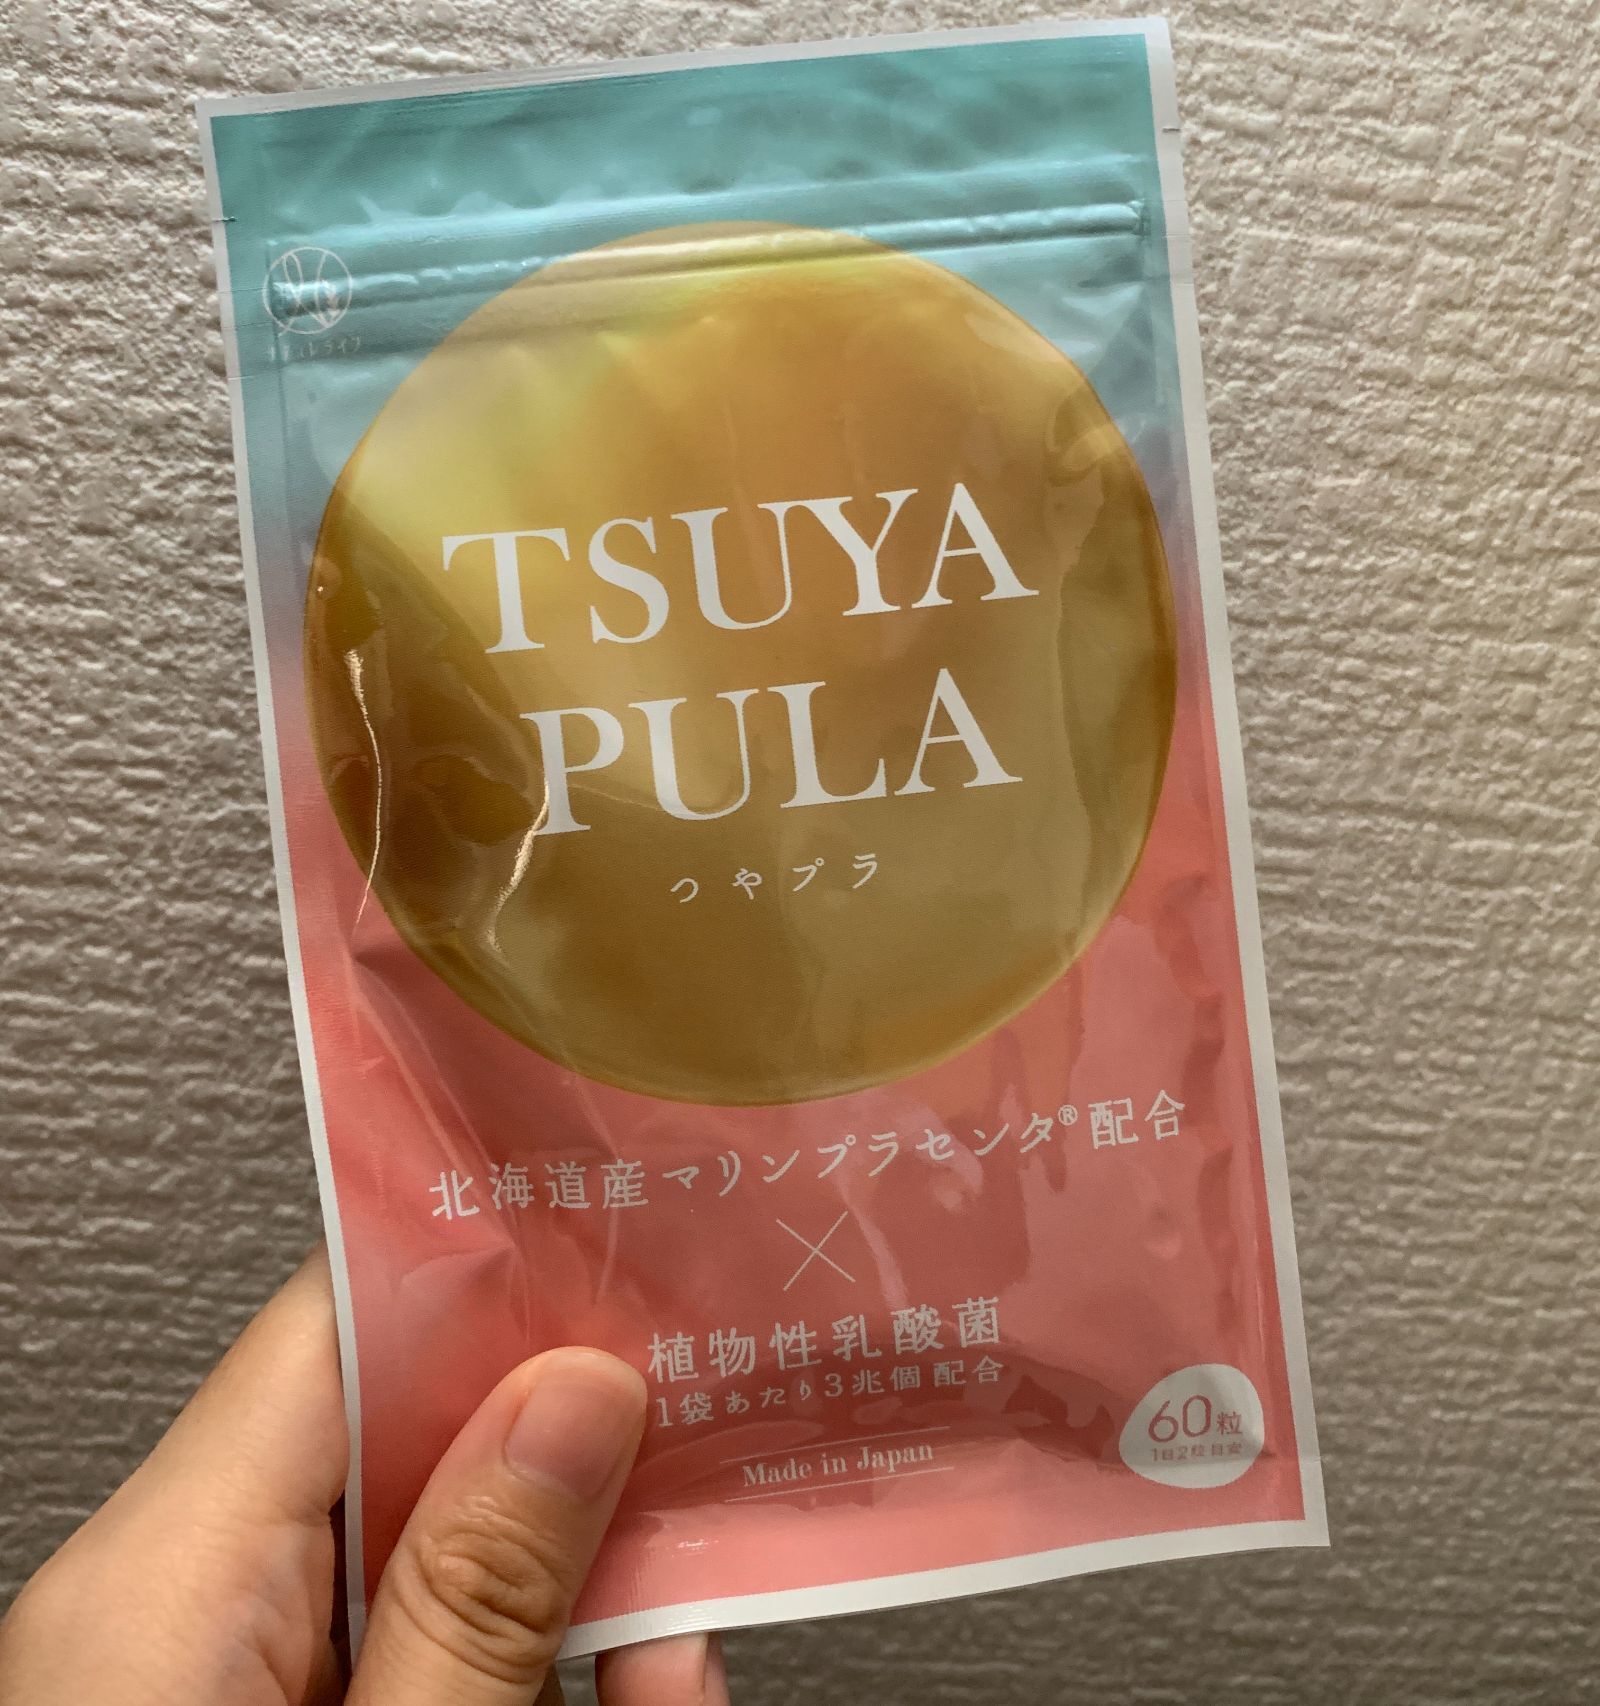 TSUYA
PULA
つやプラ
北海道産マリンプラセンタ®配合
×
植物性乳酸菌
1袋あたり3兆個配合
Made in Japan
60粒
1日2粒目安